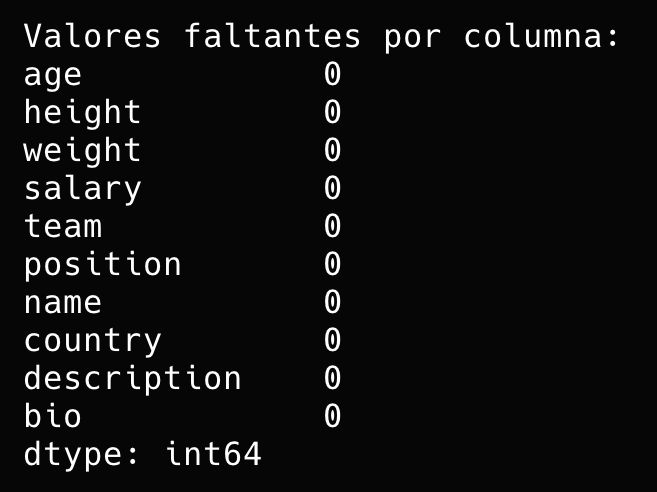 Valores faltantes por columna:
age            0
height         0
weight         0
salary         0
team           0
position       0
name           0
country        0
description    0
bio            0
dtype: int64